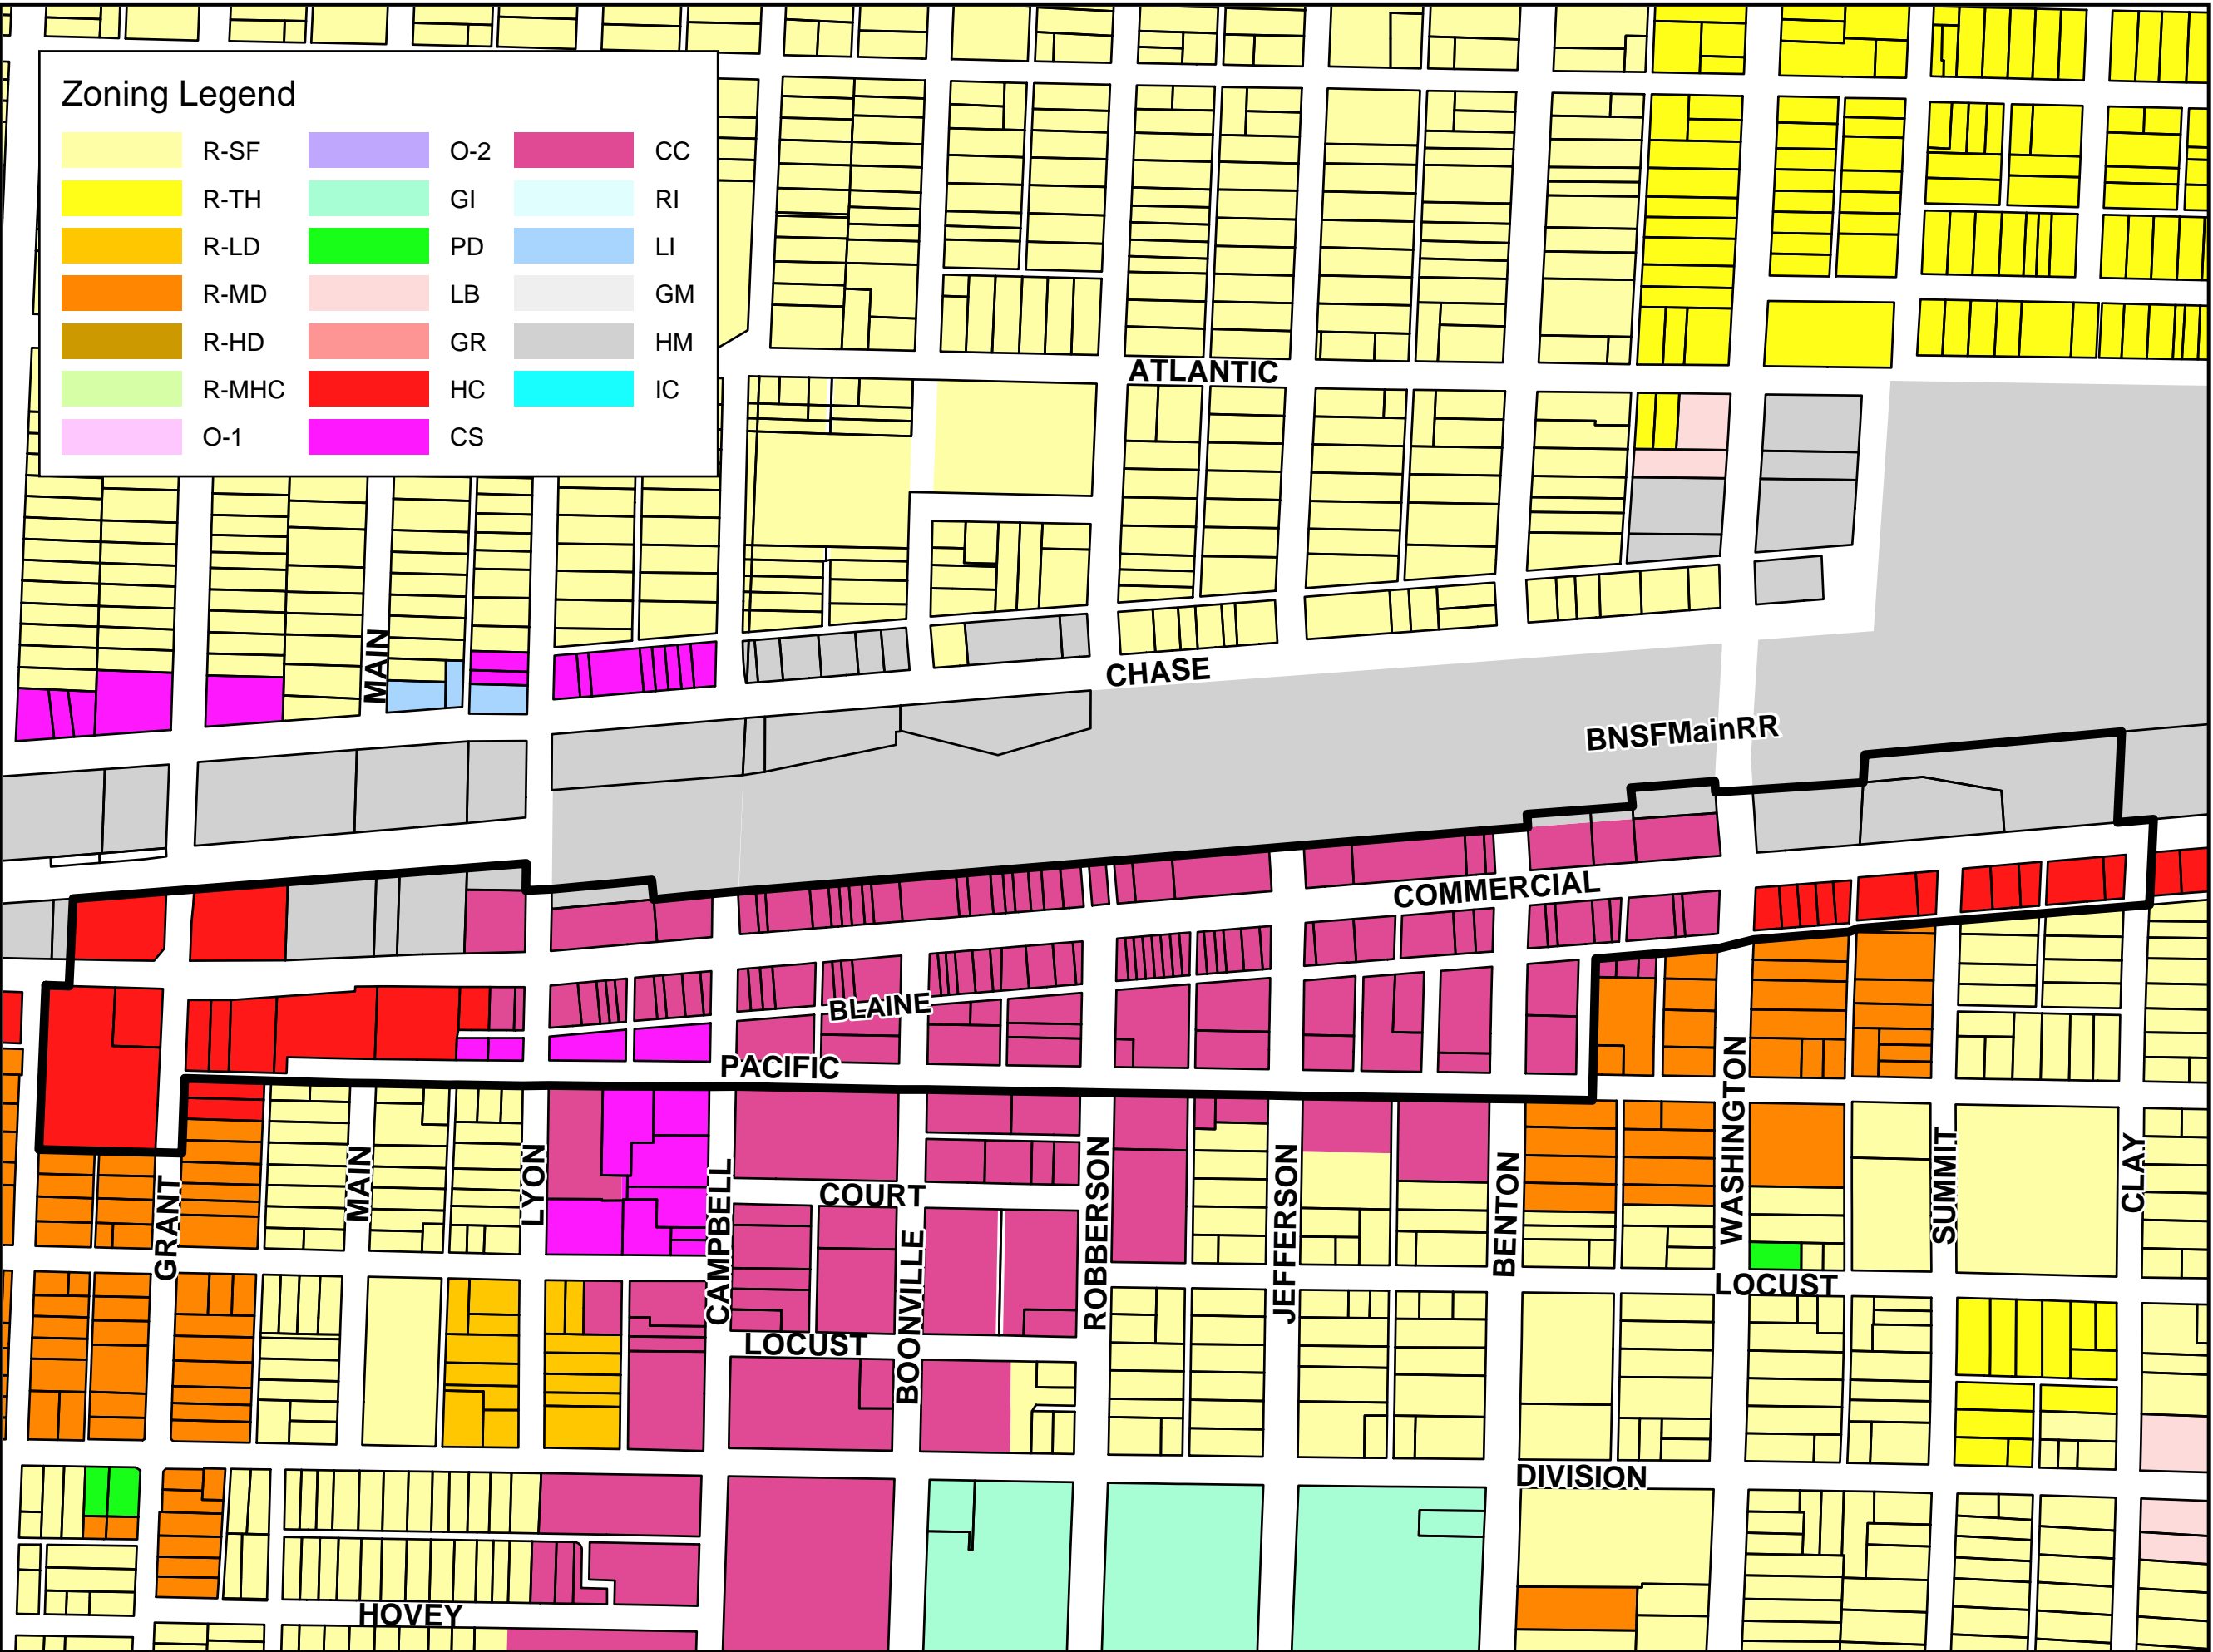 Zoning Legend
R-SF O-2 CC
R-TH GI RI
R-LD PD LI
R-MD LB GM
R-HD GR HM
R-MHC HC IC
O-1 CS
ATLANTIC
MAIN
CHASE
BNSFMainRR
COMMERCIAL
BLAINE
PACIFIC
GRANT
MAIN
LYON
CAMPBELL
COURT
BOONVILLE
ROBBERSON
JEFFERSON
BENTON
WASHINGTON
SUMMIT
CLAY
LOCUST
LOCUST
DIVISION
HOVEY